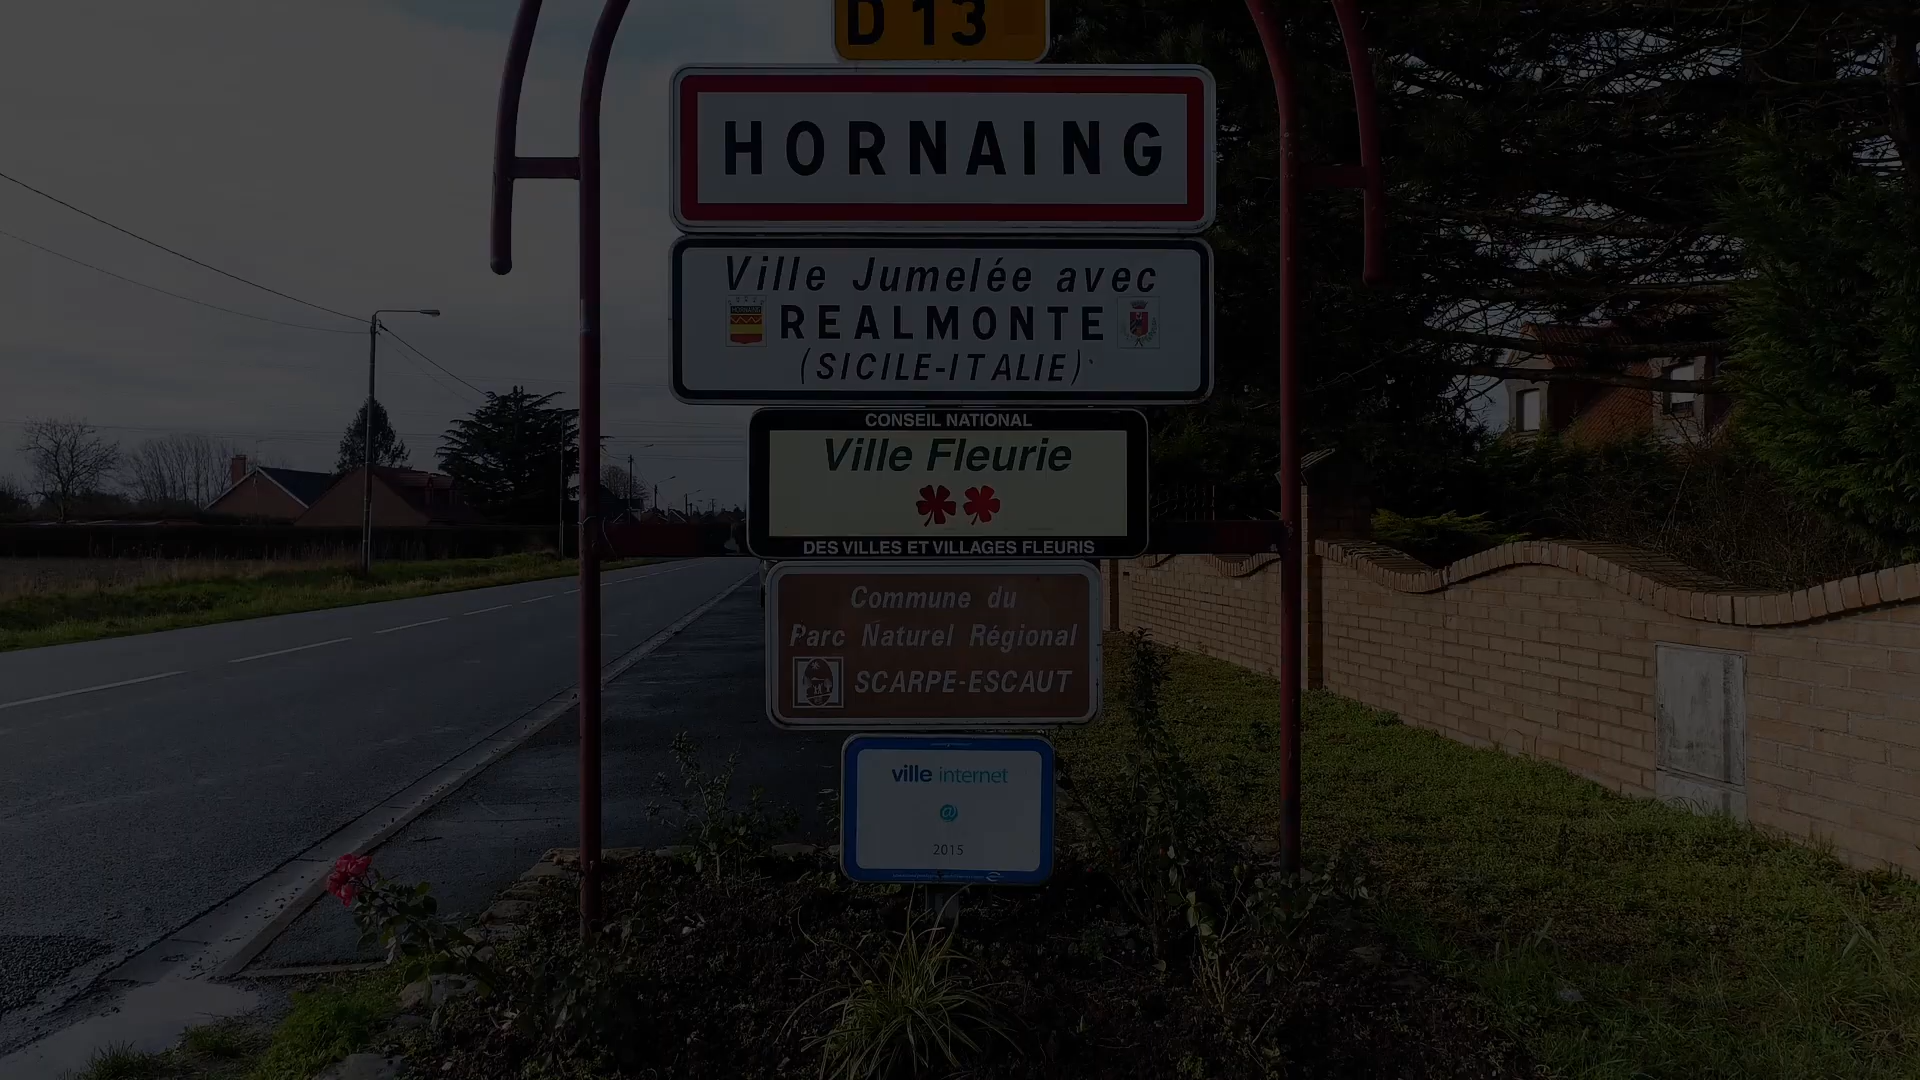 D 13
HORNAING
Ville Jumelée avec
HORNAING
REALMONTE
(SICILE-ITALIE)
CONSEIL NATIONAL
Ville Fleurie
DES VILLES ET VILLAGES FLEURIS
Commune du
Parc Naturel Régional
SCARPE-ESCAUT
ville internet
@
2015